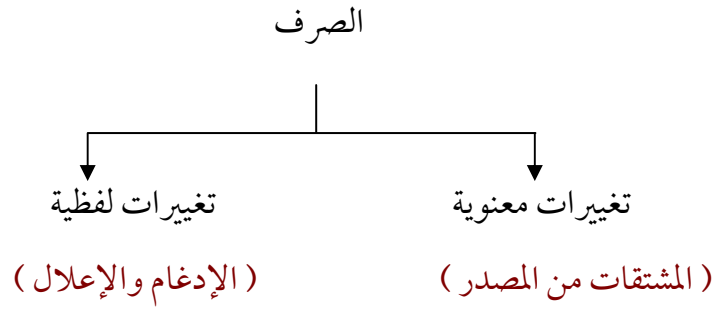 الصرف
تغييرات معنوية
تغييرات لفظية
( المشتقات من المصدر )
( الإدغام والإعلال )